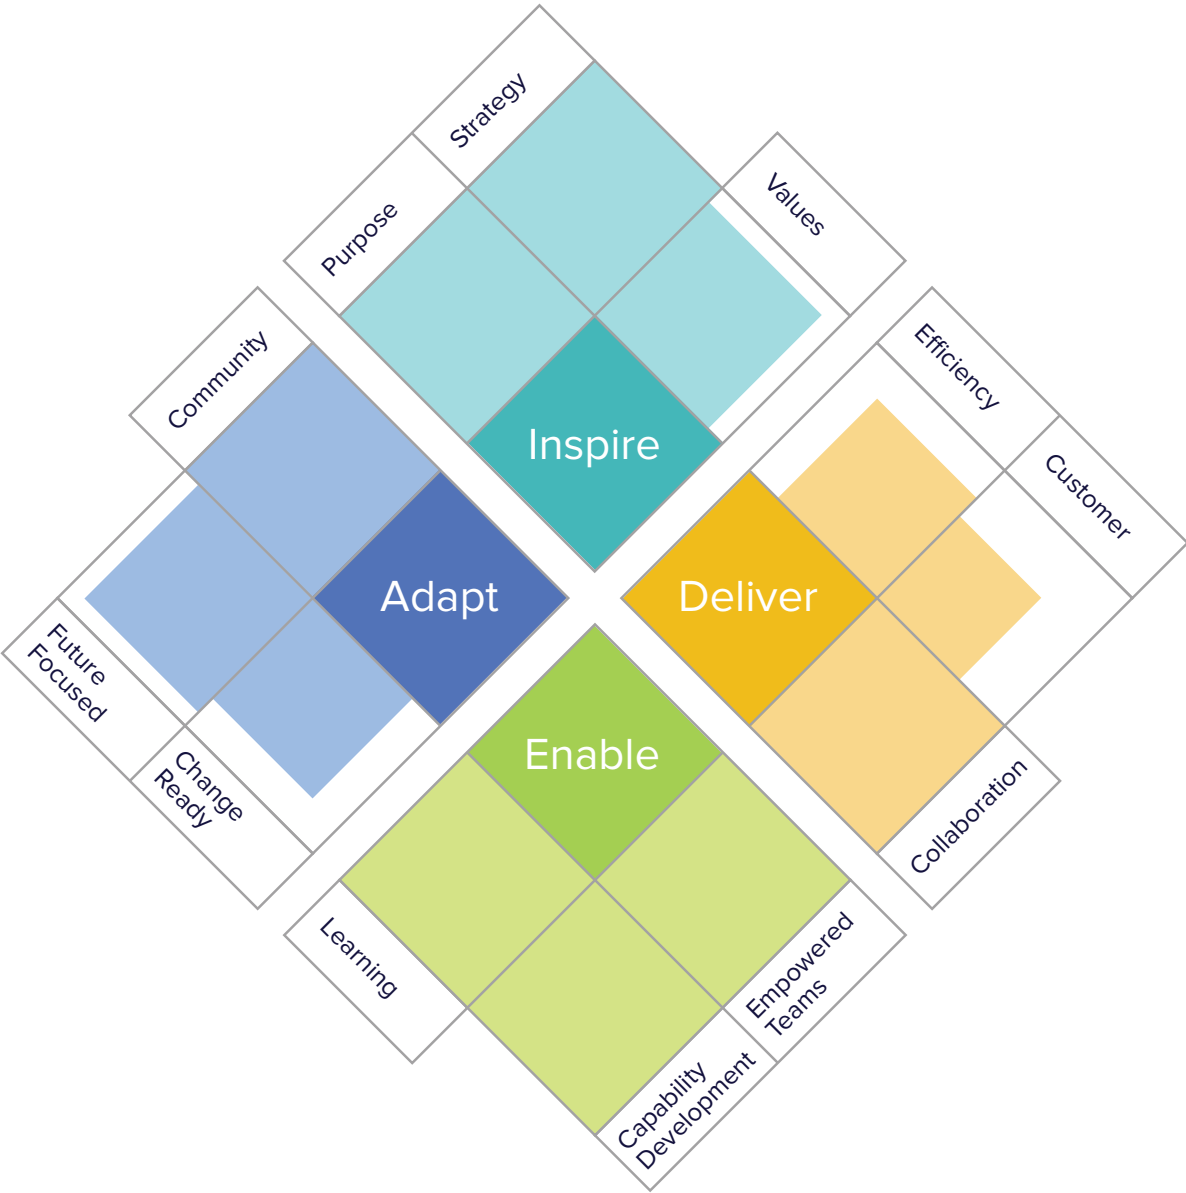 Strategy
Values
Purpose
Efficiency
Community
Customer
Inspire
Adapt
Deliver
Future
Focused
Enable
Change
Ready
Collaboration
Learning
Empowered
Teams
Capability
Development